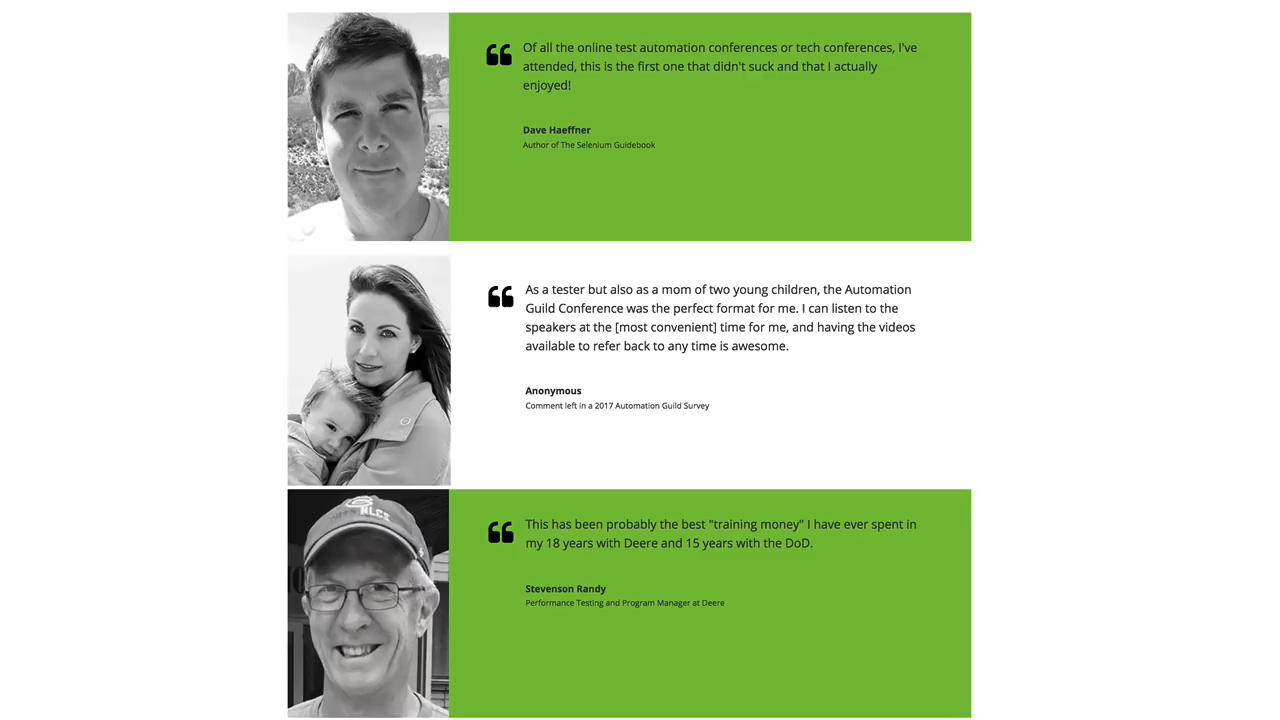 Of all the online test automation conferences or tech conferences, I've
attended, this is the first one that didn't suck and that I actually
enjoyed!
Dave Haeffner
Author of The Selenium Guidebook
As a tester but also as a mom of two young children, the Automation
Guild Conference was the perfect format for me. I can listen to the
speakers at the [most convenient] time for me, and having the videos
available to refer back to any time is awesome.
Anonymous
Comment left in a 2017 Automation Guild Survey
NLCS
This has been probably the best "training money" I have ever spent in
my 18 years with Deere and 15 years with the DoD.
Stevenson Randy
Performance Testing and Program Manager at Deere